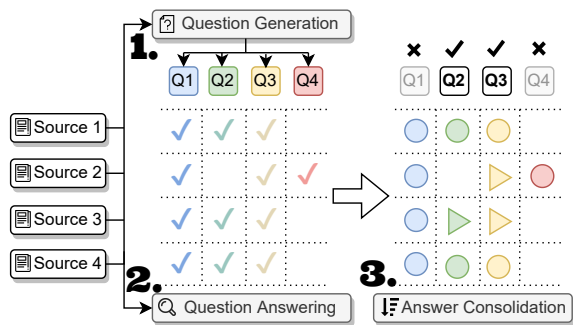 Question Generation
1.
Q1 Q2 Q3 Q4
Q1 Q2 Q3 Q4
Source 1
Source 2
Source 3
Source 4
2.
3.
Question Answering
Answer Consolidation